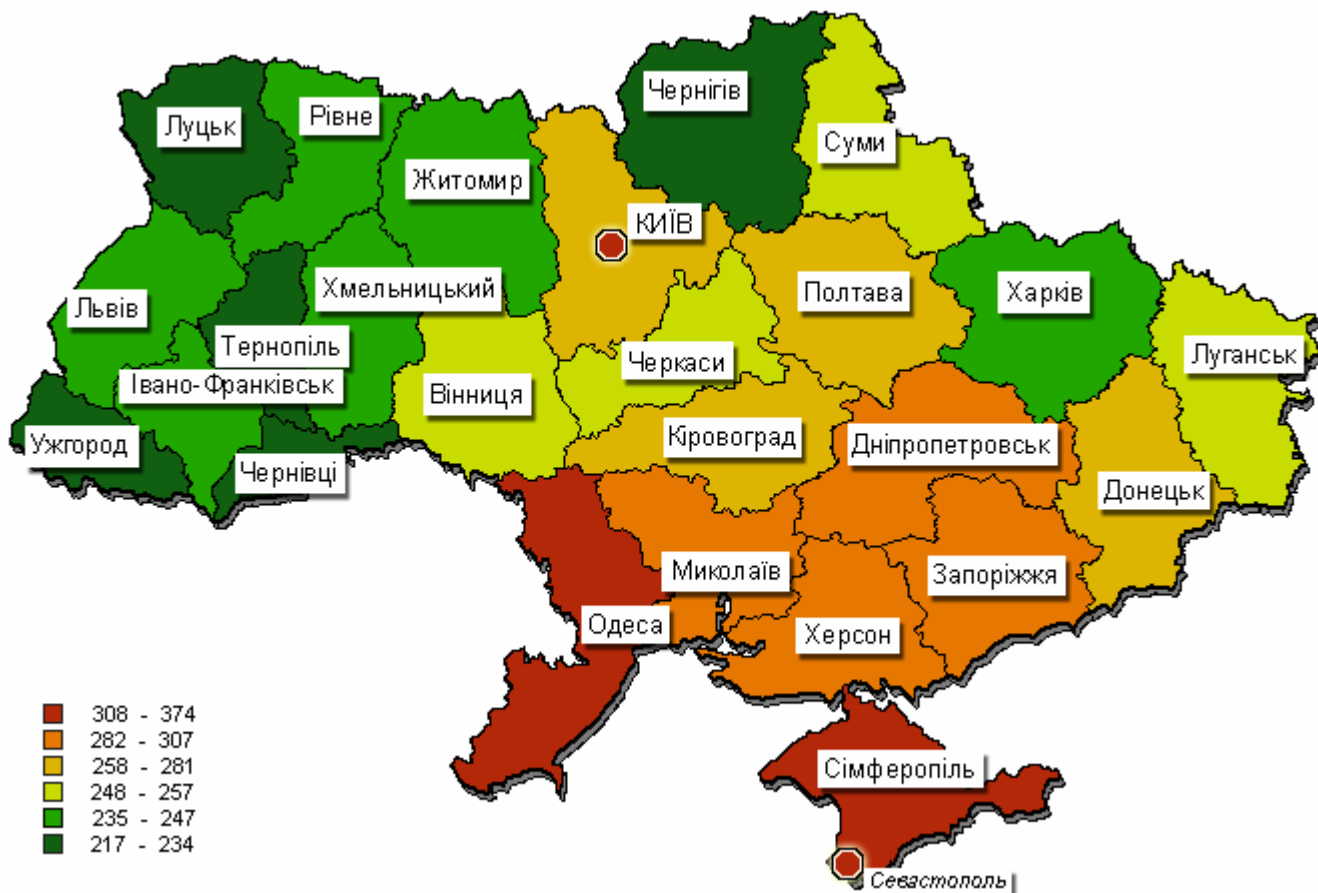 Чернігів
Луцьк
Рівне
Суми
Житомир
КИЇВ
Хмельницький
Полтава
Харків
Львів
Тернопіль
Черкаси
Луганськ
Івано-Франківськ
Вінниця
Кіровоград
Дніпропетровськ
Ужгород
Чернівці
Донецьк
Миколаїв
Запоріжжя
Одеса
Херсон
308 - 374
282 - 307
258 - 281
248 - 257
235 - 247
217 - 234
Сімферопіль
Севастополь